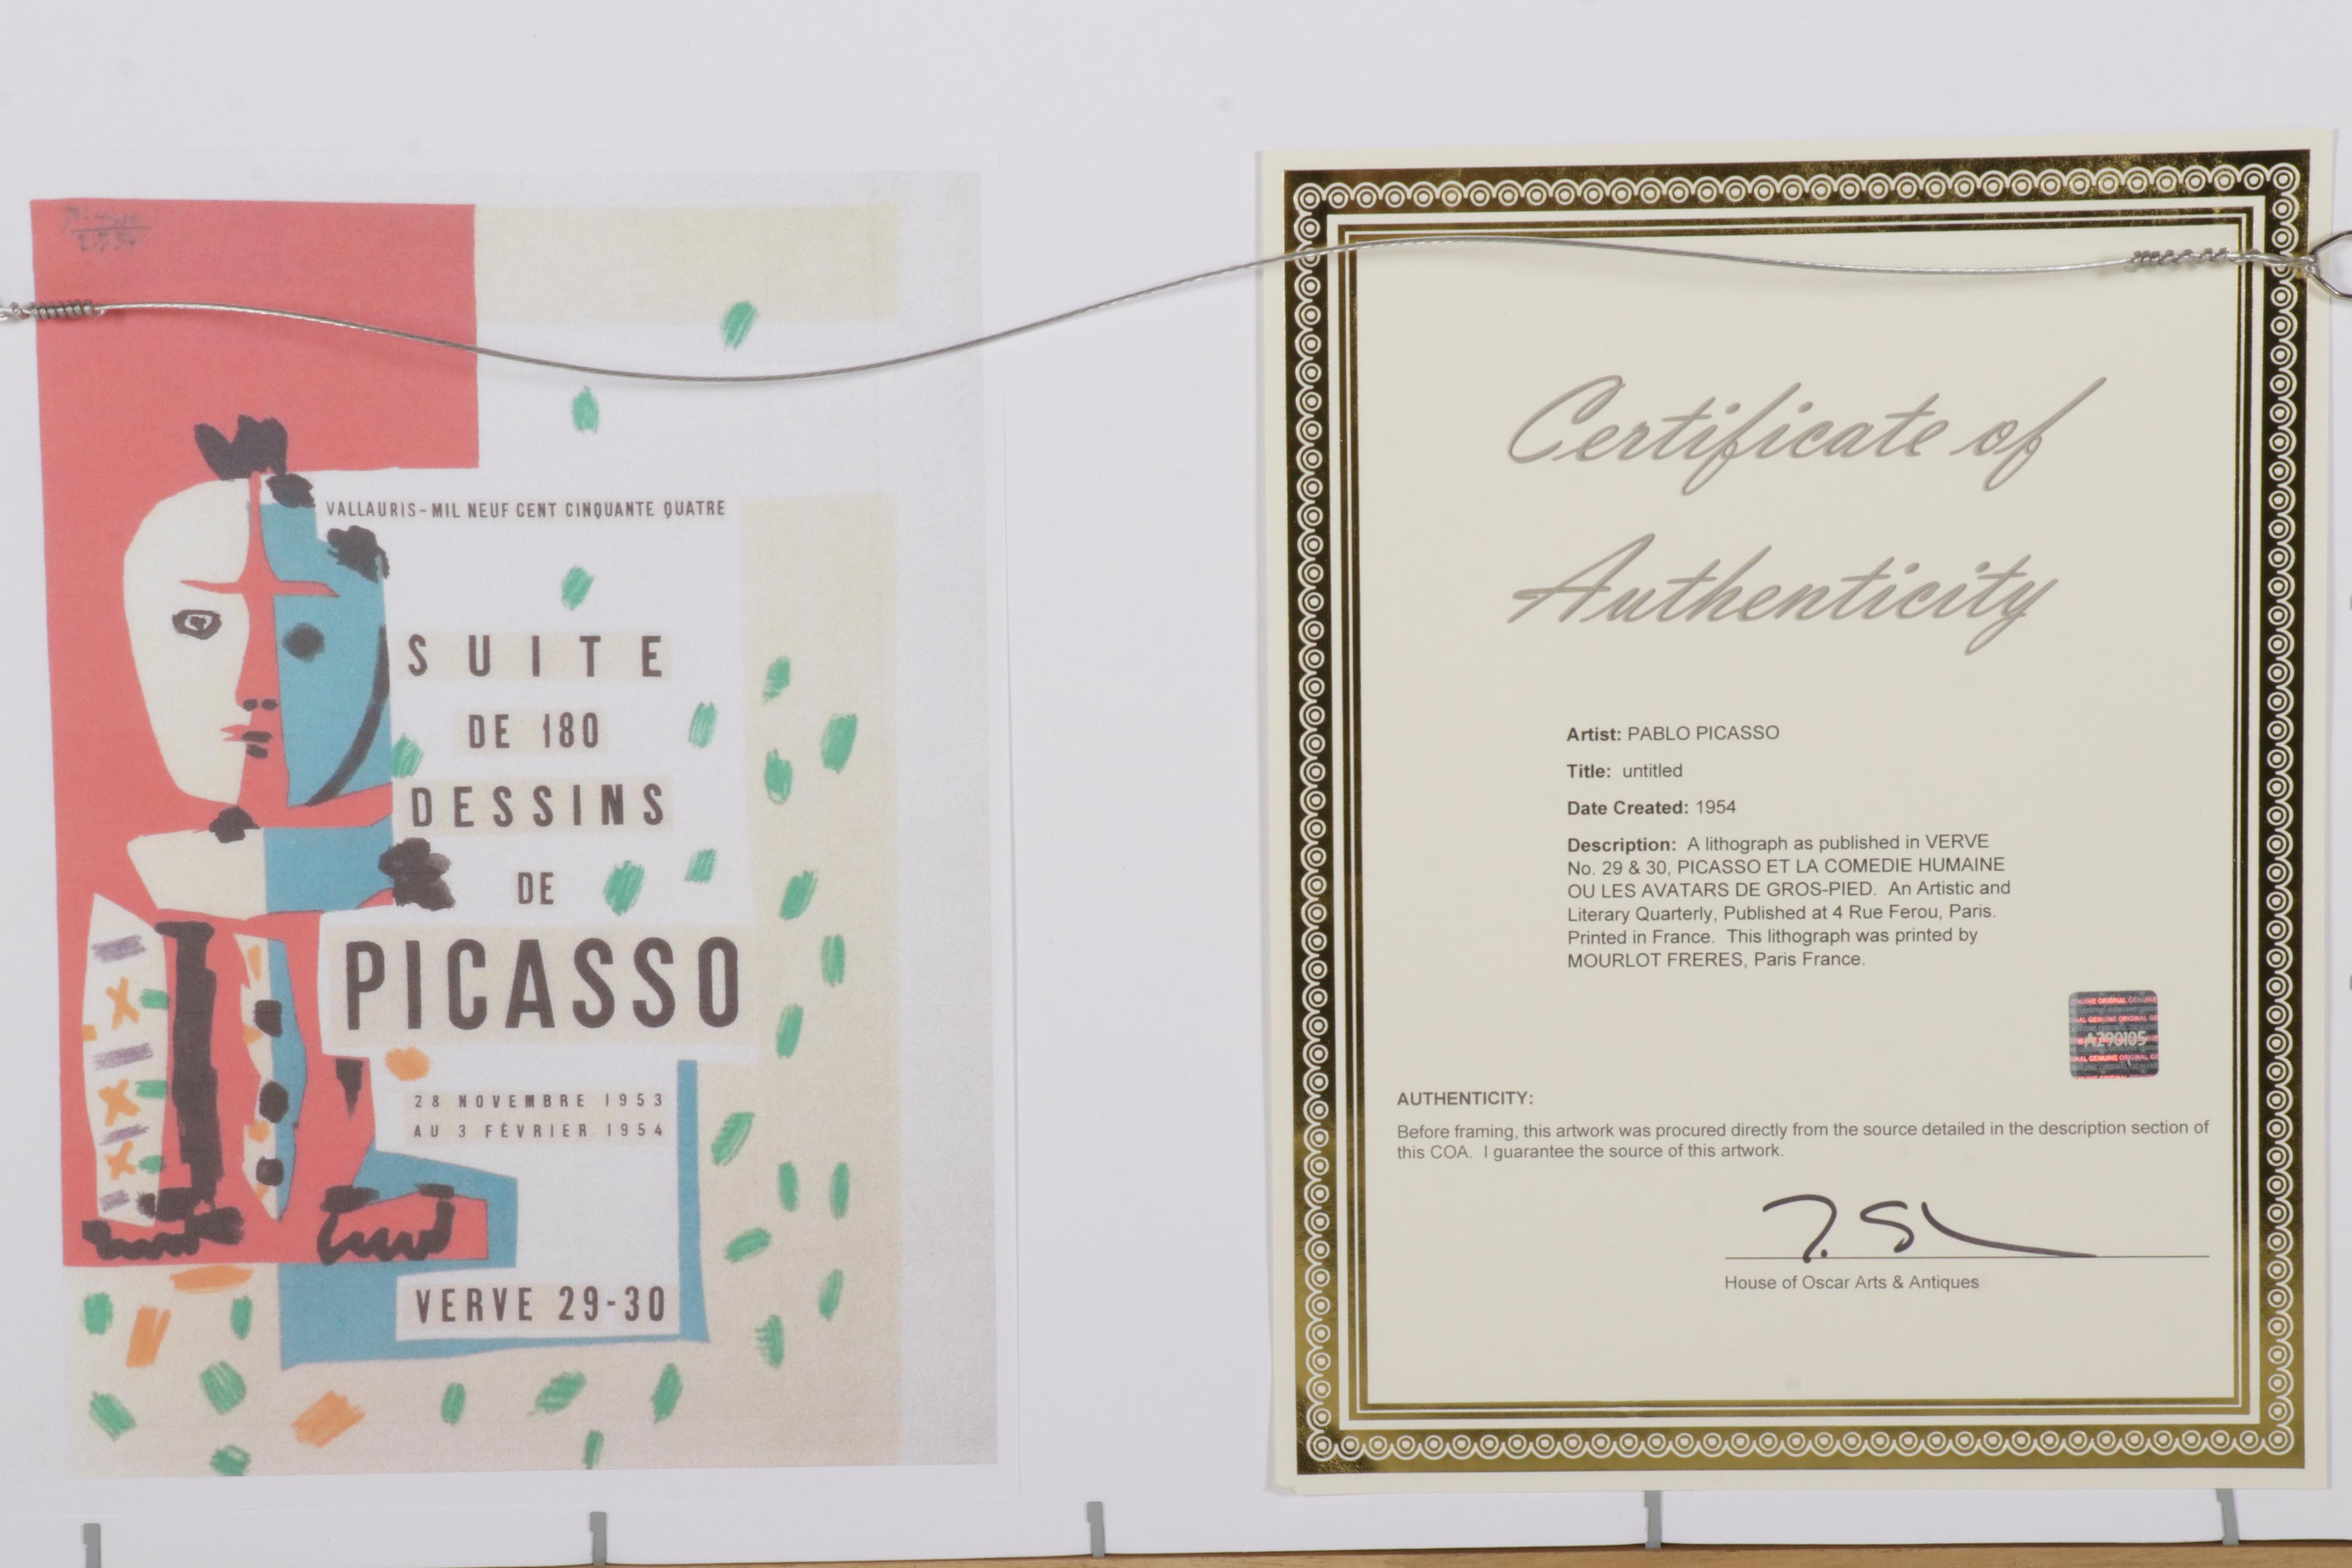 VALLAURIS-MIL NEUF CENT CINQUANTE QUATRE
SUITE
DE 180
DESSINS
DE
PICASSO
28 NOVEMBRE 1953
AU 3 FÉVRIER 1954
VERVE 29-30
Certificate of
Authenticity
Artist: PABLO PICASSO
Title: untitled
Date Created: 1954
Description: A lithograph as published in VERVE
No. 29 & 30, PICASSO ET LA COMEDIE HUMAINE
OU LES AVATARS DE GROS-PIED. An Artistic and
Literary Quarterly, Published at 4 Rue Ferou, Paris.
Printed in France. This lithograph was printed by
MOURLOT FRERES, Paris France.
GENUINE ORIGINAL GENUINE
A790105
AUTHENTICITY:
Before framing, this artwork was procured directly from the source detailed in the description section of
this COA. I guarantee the source of this artwork.
House of Oscar Arts & Antiques